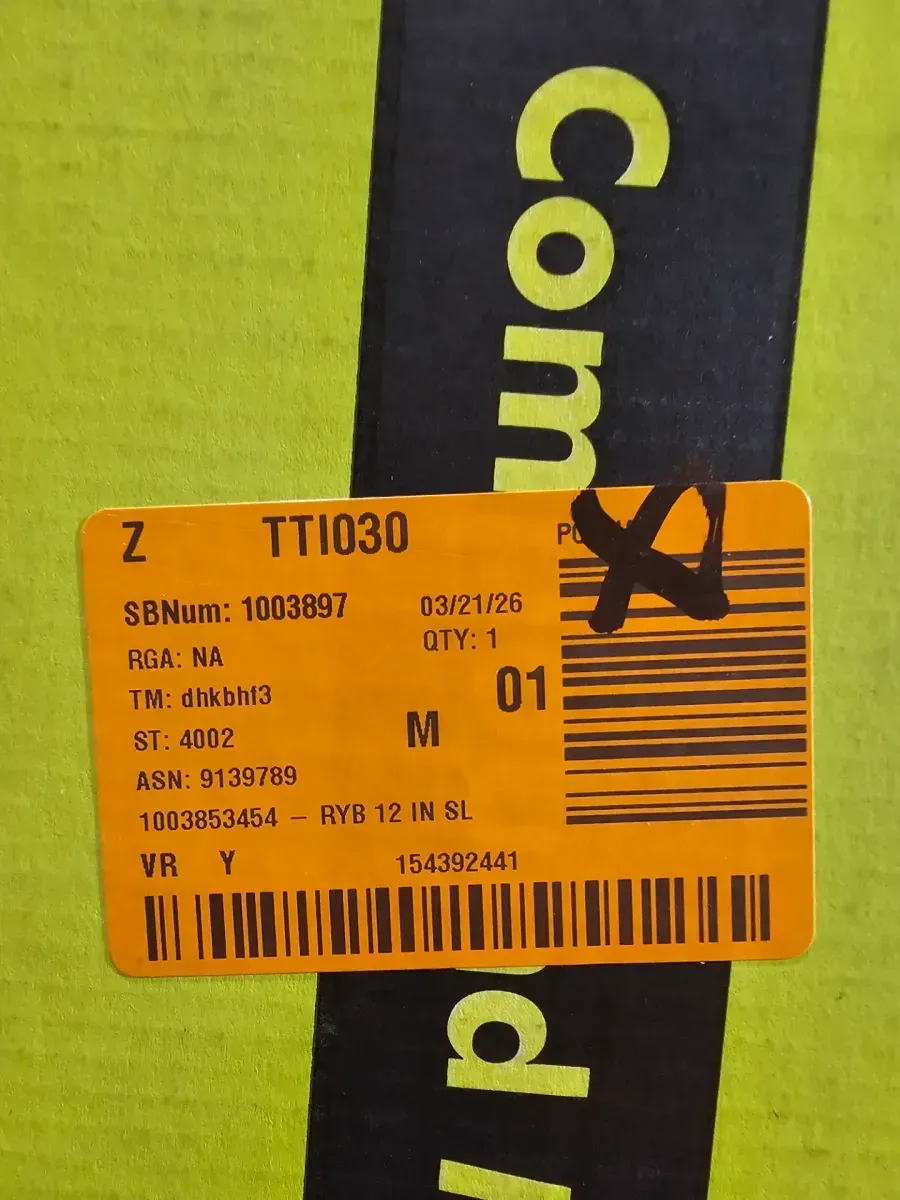 Com
Z TTI030
SBNum: 1003897 03/21/26
RGA: NA QTY: 1
TM: dhkbhf3 01
ST: 4002 M
ASN: 9139789
1003853454 – RYB 12 IN SL
VR Y 154392441
nd /